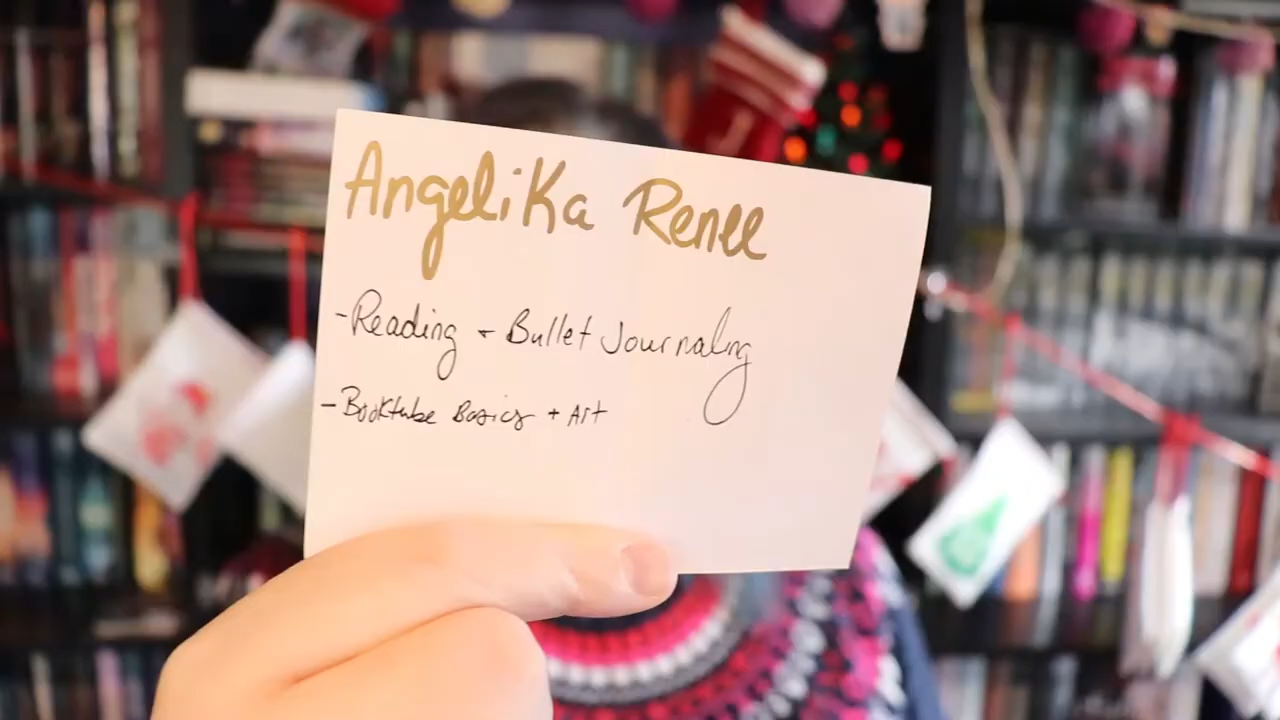 AngeliKa Renee
-Reading + Bullet Journaling
-Booktube Basics + Art